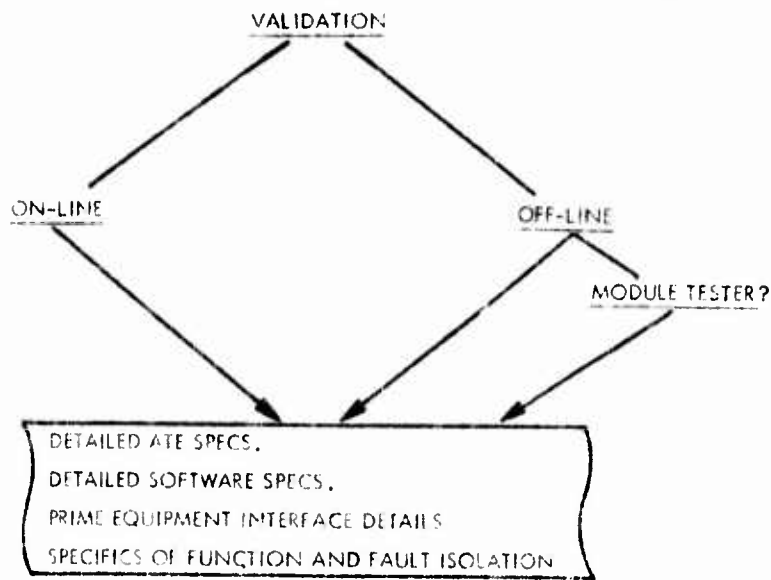 VALIDATION
ON-LINE
OFF-LINE
MODULE TESTER?
DETAILED ATE SPECS.
DETAILED SOFTWARE SPECS.
PRIME EQUIPMENT INTERFACE DETAILS
SPECIFICS OF FUNCTION AND FAULT ISOLATION